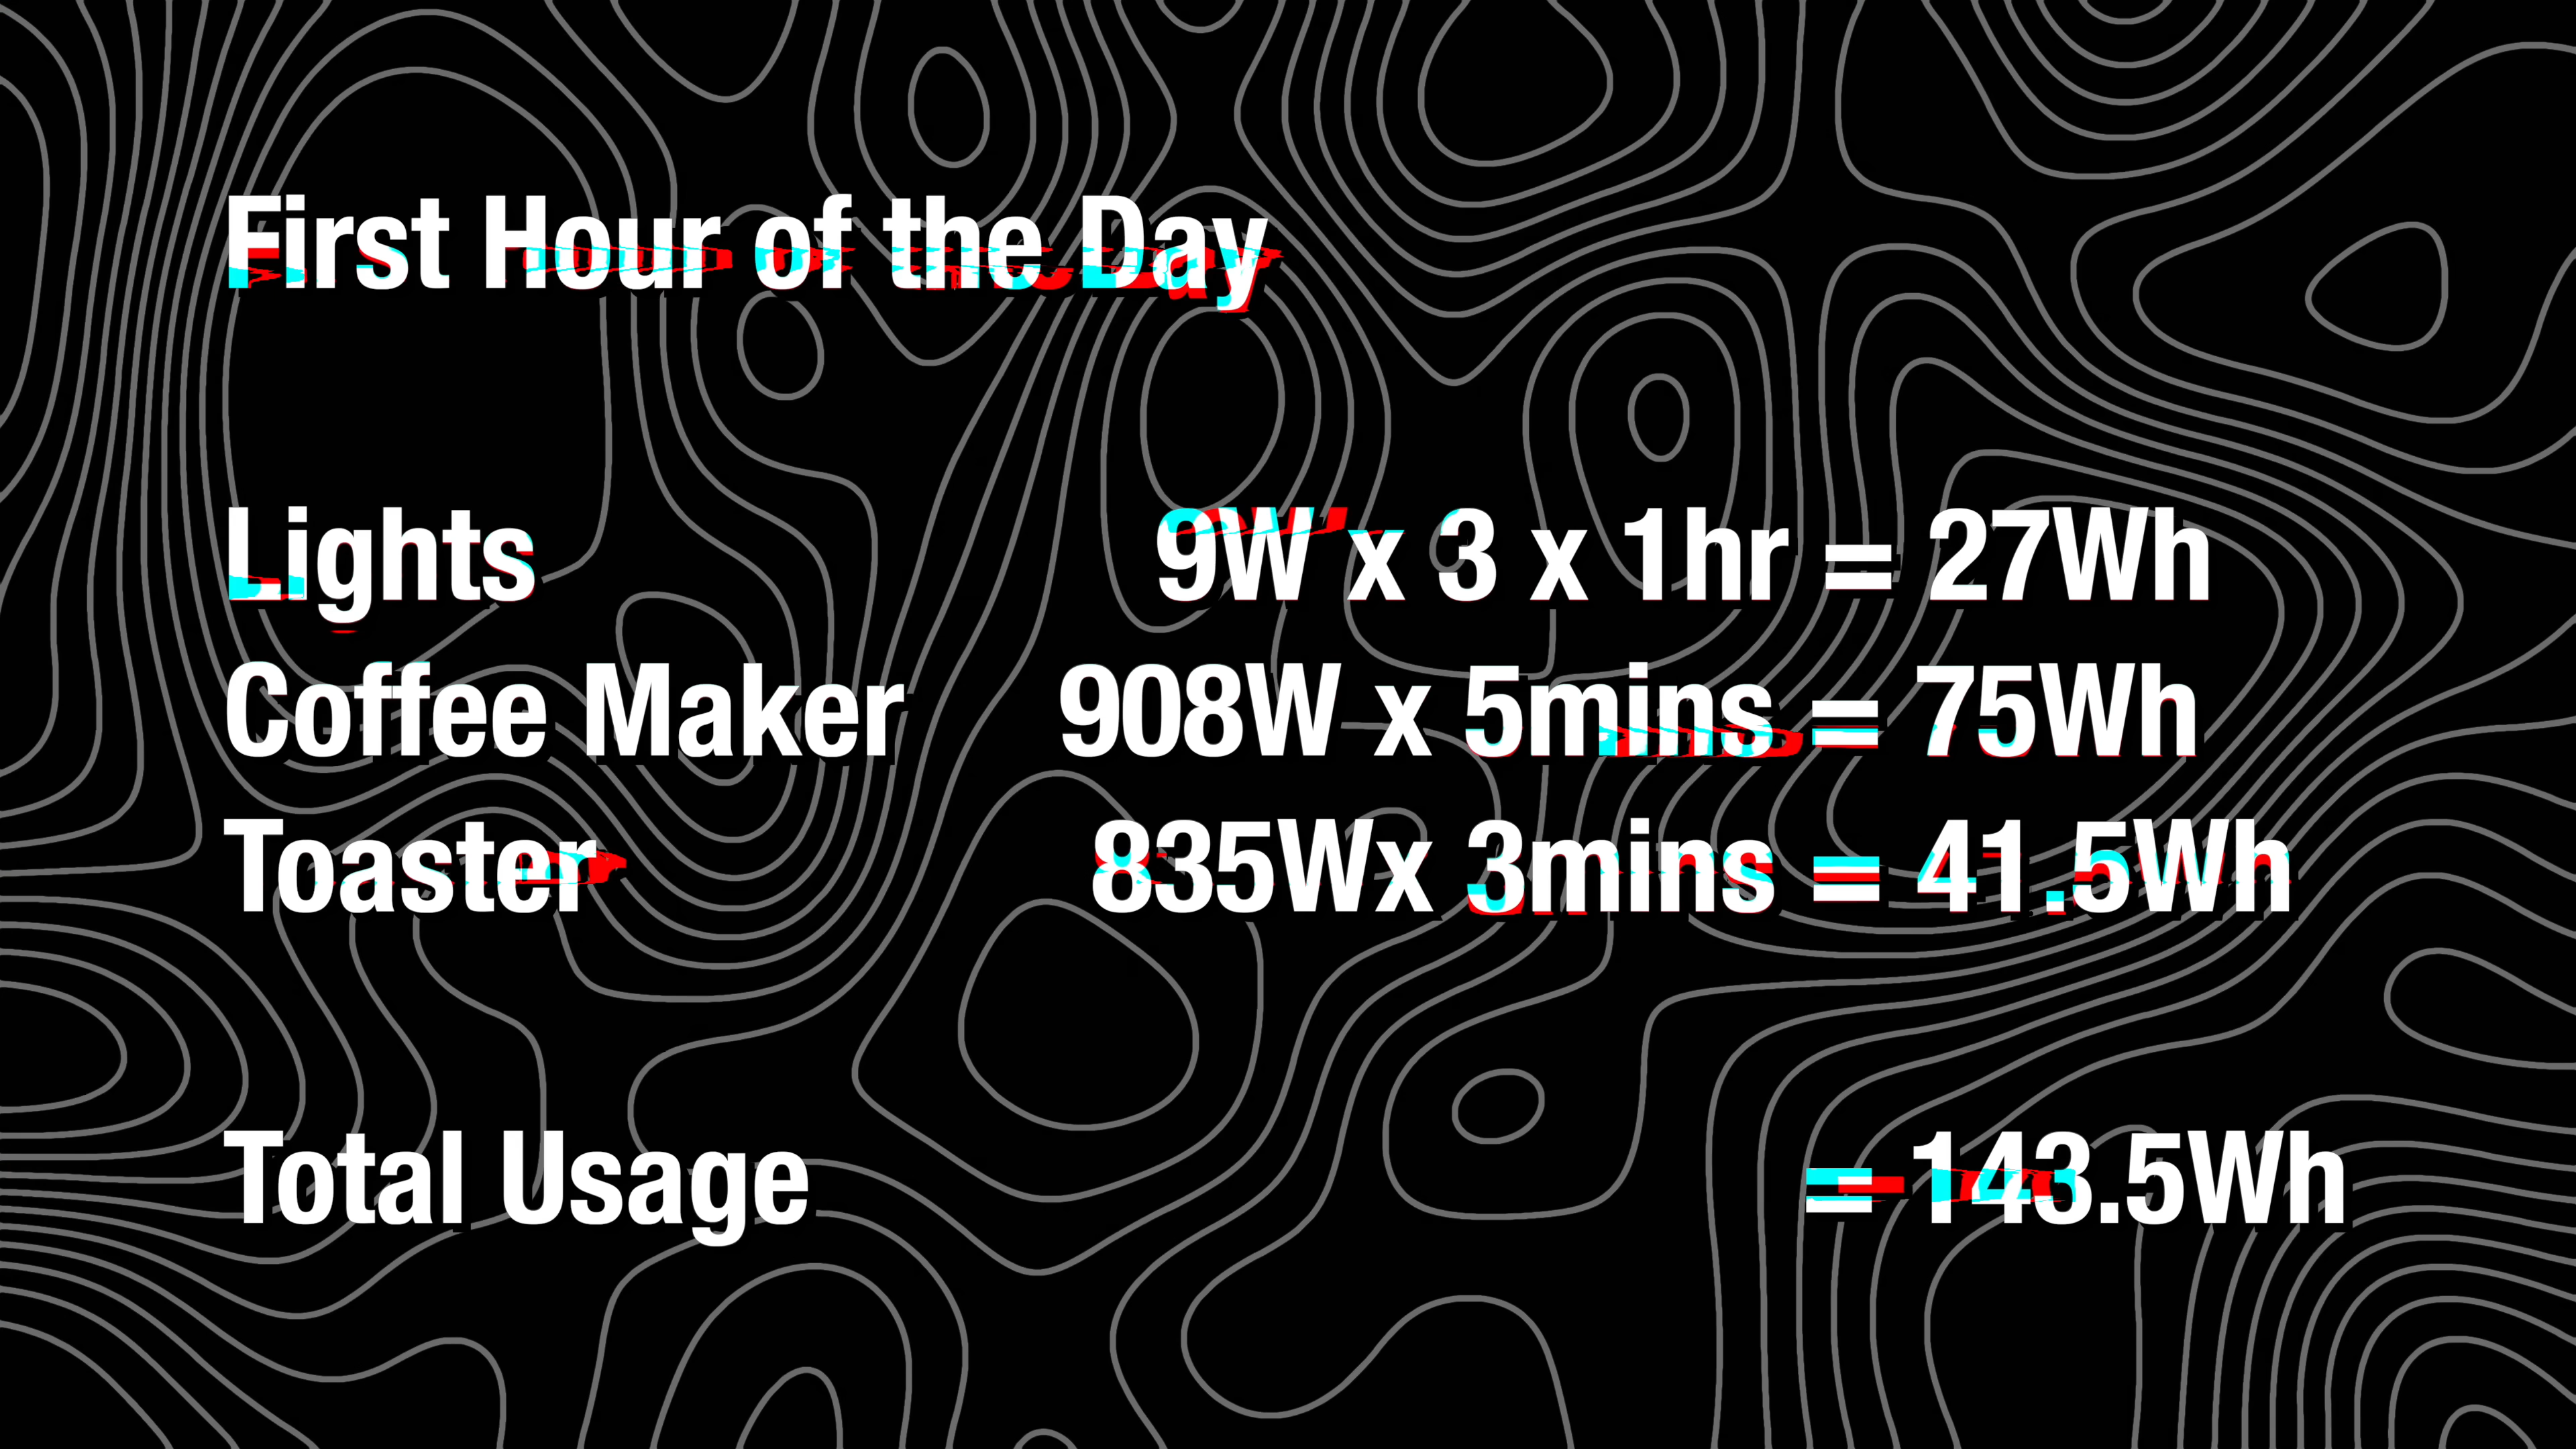 First Hour of the Day
Lights 9W x 3 x 1hr = 27Wh
Coffee Maker 908W x 5mins = 75Wh
Toaster 835Wx 3mins = 41.5Wh
Total Usage = 143.5Wh